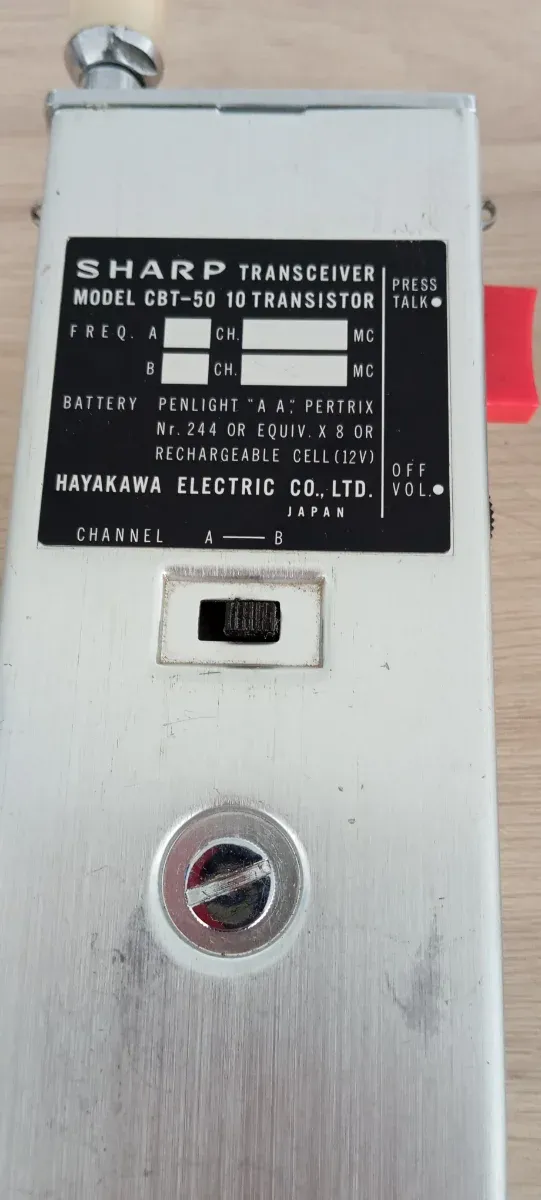 SHARP TRANSCEIVER
MODEL CBT-50 10 TRANSISTOR
FREQ. A CH. MC
B CH. MC
BATTERY PENLIGHT "AA", PERTRIX
Nr. 244 OR EQUIV. X 8 OR
RECHARGEABLE CELL (12V)
HAYAKAWA ELECTRIC CO., LTD.
JAPAN
CHANNEL A — B
PRESS
TALK●
OFF
VOL.●